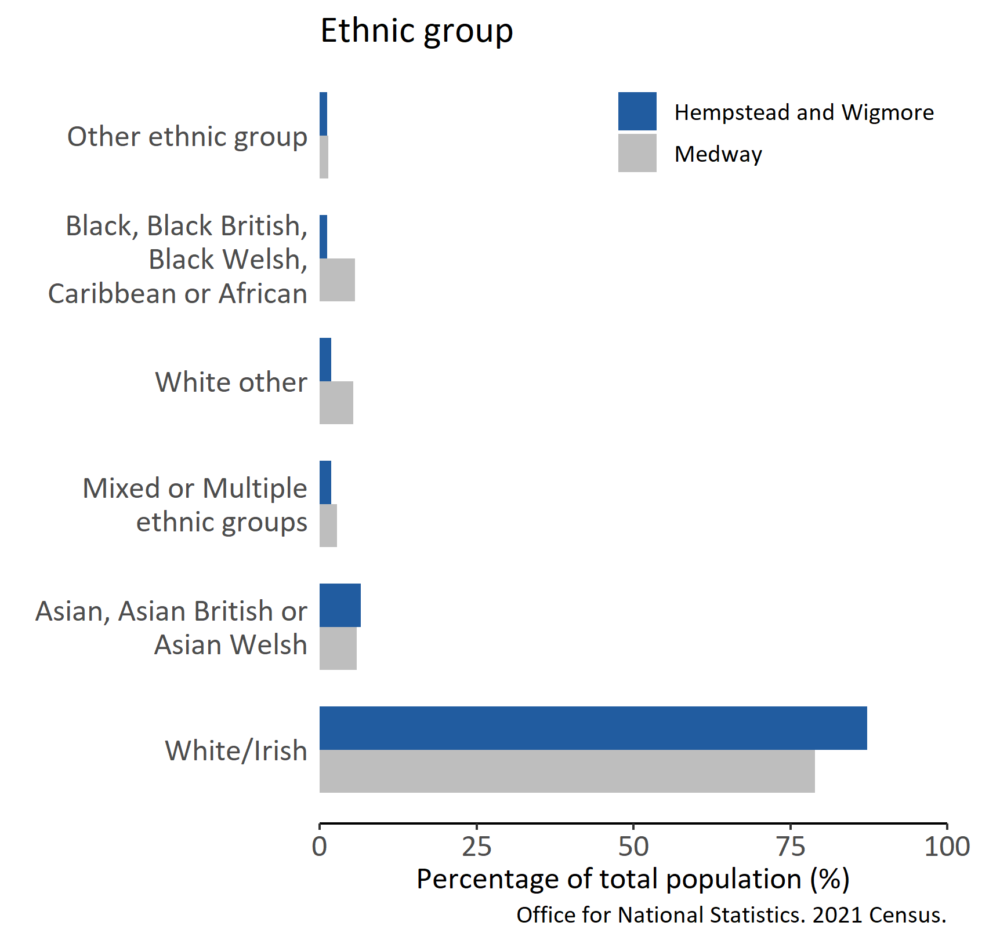 Ethnic group
Hempstead and Wigmore
Medway
Other ethnic group
Black, Black British,
Black Welsh,
Caribbean or African
White other
Mixed or Multiple
ethnic groups
Asian, Asian British or
Asian Welsh
White/Irish
0 25 50 75 100
Percentage of total population (%)
Office for National Statistics. 2021 Census.